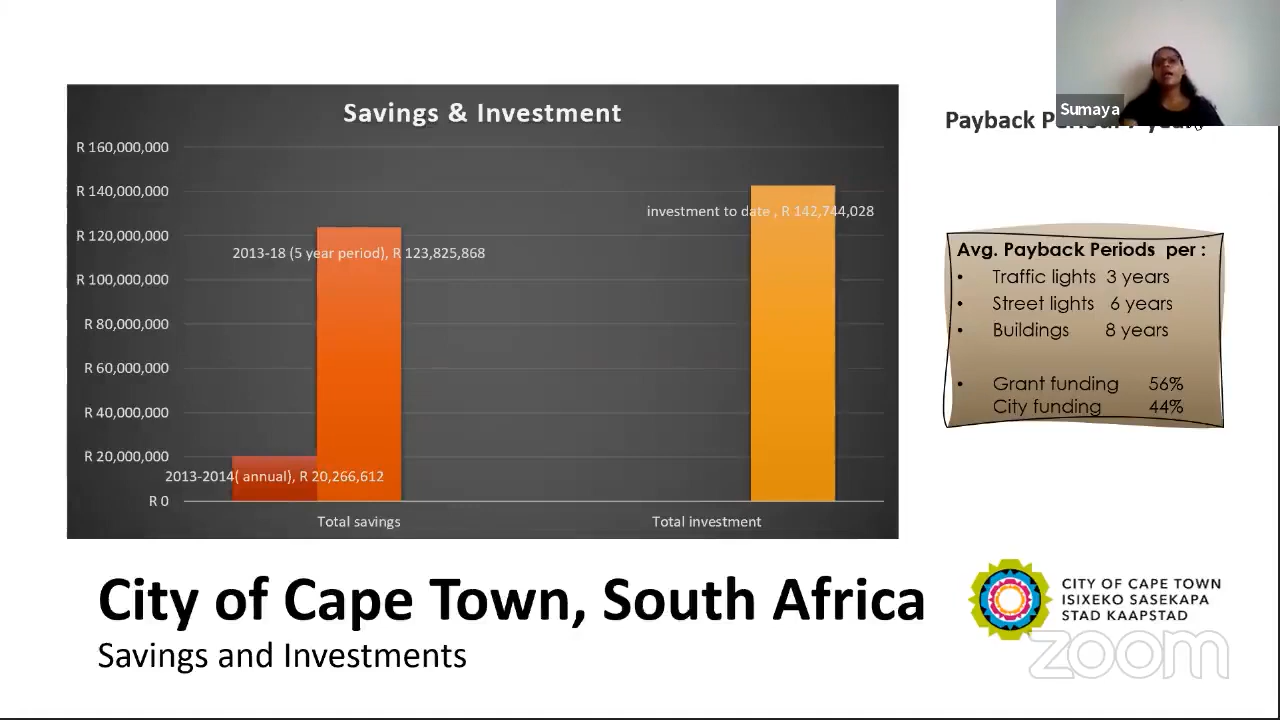 Savings & Investment
R 160,000,000
R 140,000,000
R 120,000,000
R 100,000,000
R 80,000,000
R 60,000,000
R 40,000,000
R 20,000,000
R 0
investment to date , R 142,744,028
2013-18 (5 year period), R 123,825,868
2013-2014( annual), R 20,266,612
Total savings
Total investment
Sumaya
Payback
Avg. Payback Periods per :
• Traffic lights 3 years
• Street lights 6 years
• Buildings 8 years
• Grant funding 56%
City funding 44%
City of Cape Town, South Africa
Savings and Investments
CITY OF CAPE TOWN
ISIXEKO SASEKAPA
STAD KAAPSTAD
zoom